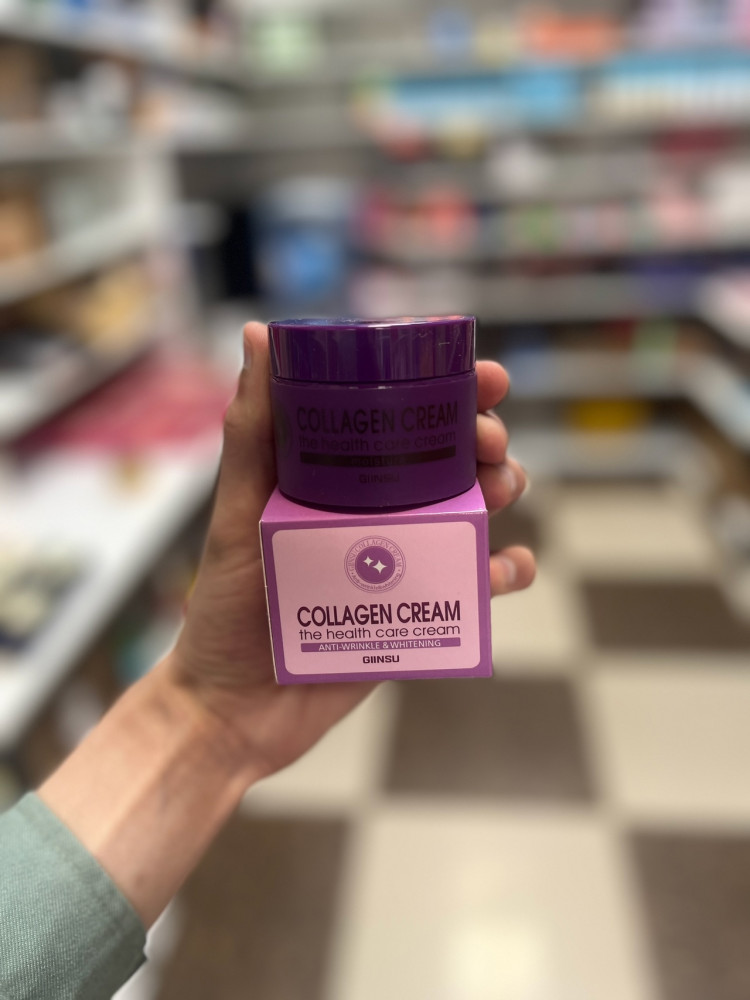 COLLAGEN CREAM
the health care cream
GIINSU
COLLAGEN CREAM
the health care cream
ANTI-WRINKLE & WHITENING
GIINSU